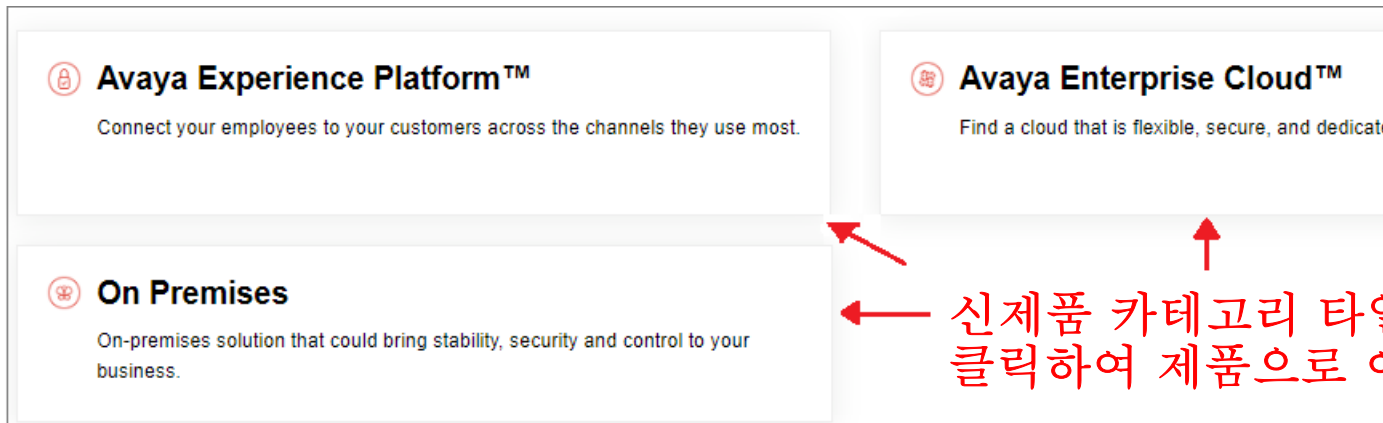 Avaya Experience Platform™
Connect your employees to your customers across the channels they use most.
Avaya Enterprise Cloud™
Find a cloud that is flexible, secure, and
On Premises
On-premises solution that could bring stability, security and control to your
business.
신제품 카테고리
클릭하여 제품으로